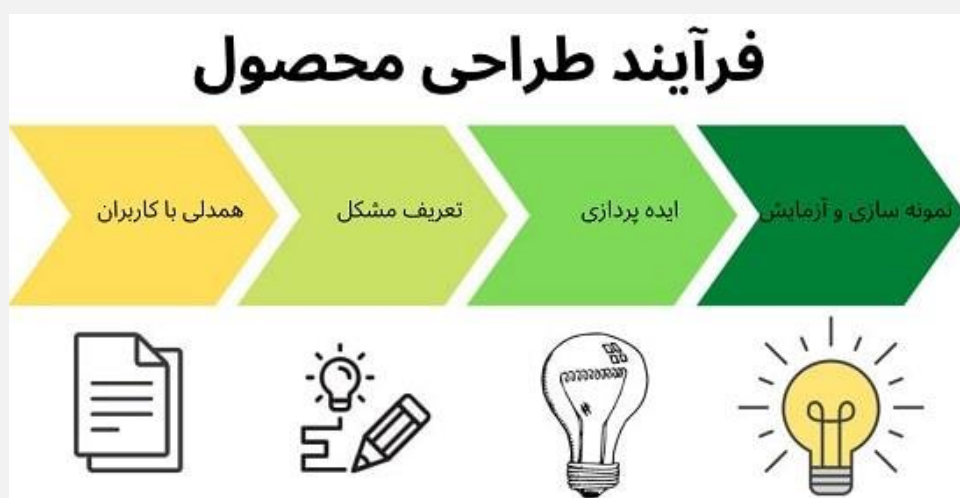 فرآیند طراحی محصول
همدلی با کاربران
تعریف مشکل
ایده پردازی
نمونه سازی و آزمایش